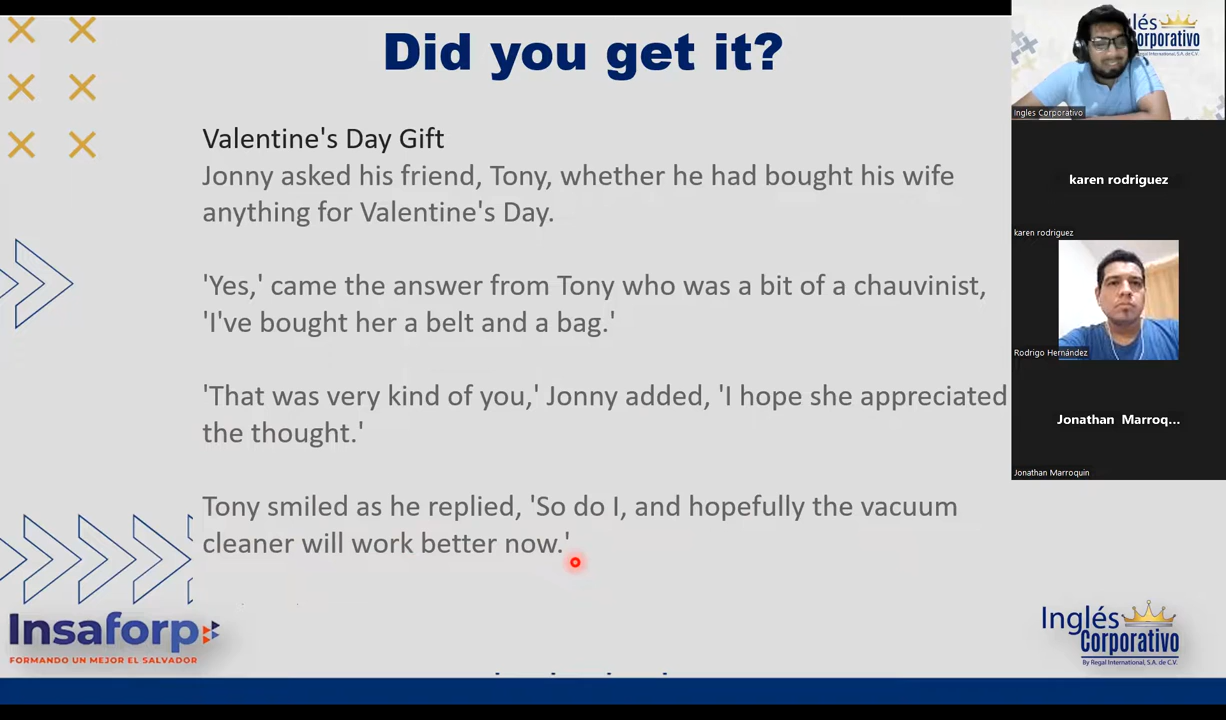 Did you get it?
Valentine's Day Gift
Jonny asked his friend, Tony, whether he had bought his wife
anything for Valentine's Day.
'Yes,' came the answer from Tony who was a bit of a chauvinist,
'I've bought her a belt and a bag.'
'That was very kind of you,' Jonny added, 'I hope she appreciated
the thought.'
Tony smiled as he replied, 'So do I, and hopefully the vacuum
cleaner will work better now.'
Insaforp
FORMANDO UN MEJOR EL SALVADOR
Inglés
Corporativo
By Regal International, S.A. de C.V.
lés
orporativo
Ingles Corporativo
karen rodriguez
karen rodriguez
Rodrigo Hernández
Jonathan Marroq...
Jonathan Marroquin